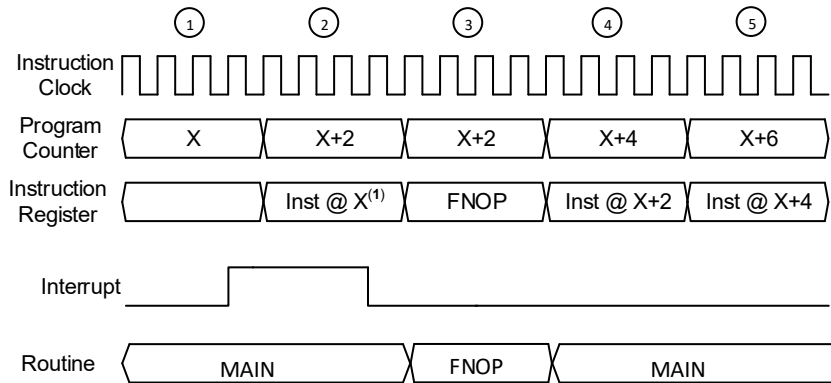 1 2 3 4 5
Instruction
Clock
Program
Counter
X X+2 X+2 X+4 X+6
Instruction
Register
Inst @ X(1) FNOP Inst @ X+2 Inst @ X+4
Interrupt
Routine
MAIN FNOP MAIN